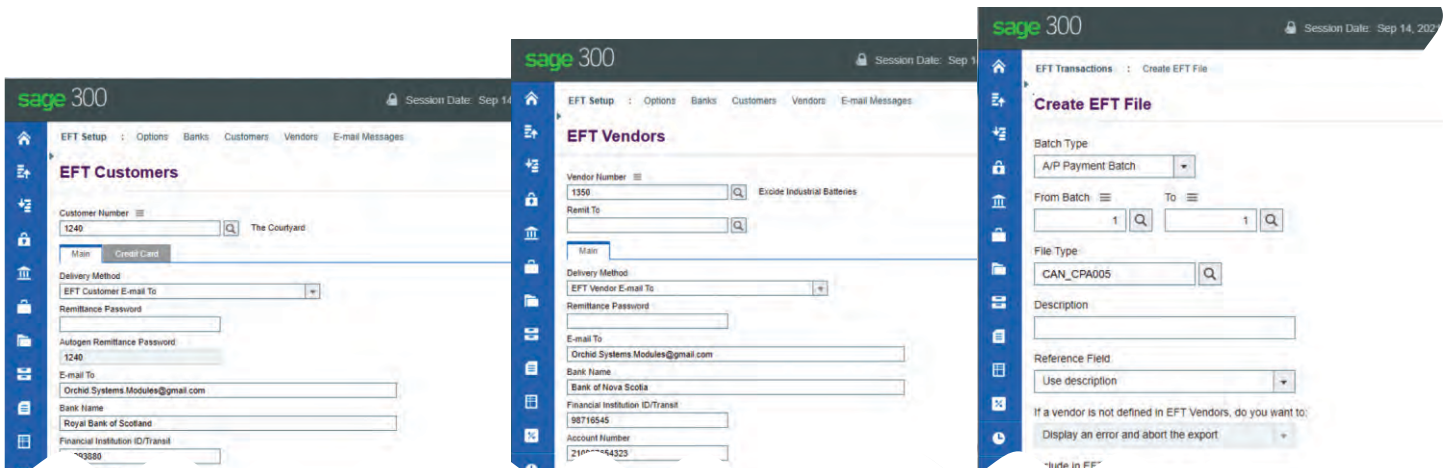 sage 300
Session Date: Sep 14
EFT Setup : Options Banks Customers Vendors E-mail Messages
EFT Customers
Customer Number
1240 The Courtyard
Main Credit Card
Delivery Method
EFT Customer E-mail To
Remittance Password
Autogen Remittance Password
1240
E-mail To
Orchid.Systems.Modules@gmail.com
Bank Name
Royal Bank of Scotland
Financial Institution ID/Transit
sage 300
Session Date: Sep 1
EFT Setup : Options Banks Customers Vendors E-mail Messages
EFT Vendors
Vendor Number
1350 Excide Industrial Batteries
Remit To
Main
Delivery Method
EFT Vendor E-mail To
Remittance Password
E-mail To
Orchid.Systems.Modules@gmail.com
Bank Name
Bank of Nova Scotia
Financial Institution ID/Transit
98716545
Account Number
sage 300
Session Date: Sep 14, 2021
EFT Transactions : Create EFT File
Create EFT File
Batch Type
A/P Payment Batch
From Batch To
1 1
File Type
CAN_CPA005
Description
Reference Field
Use description
If a vendor is not defined in EFT Vendors, do you want to:
Display an error and abort the export